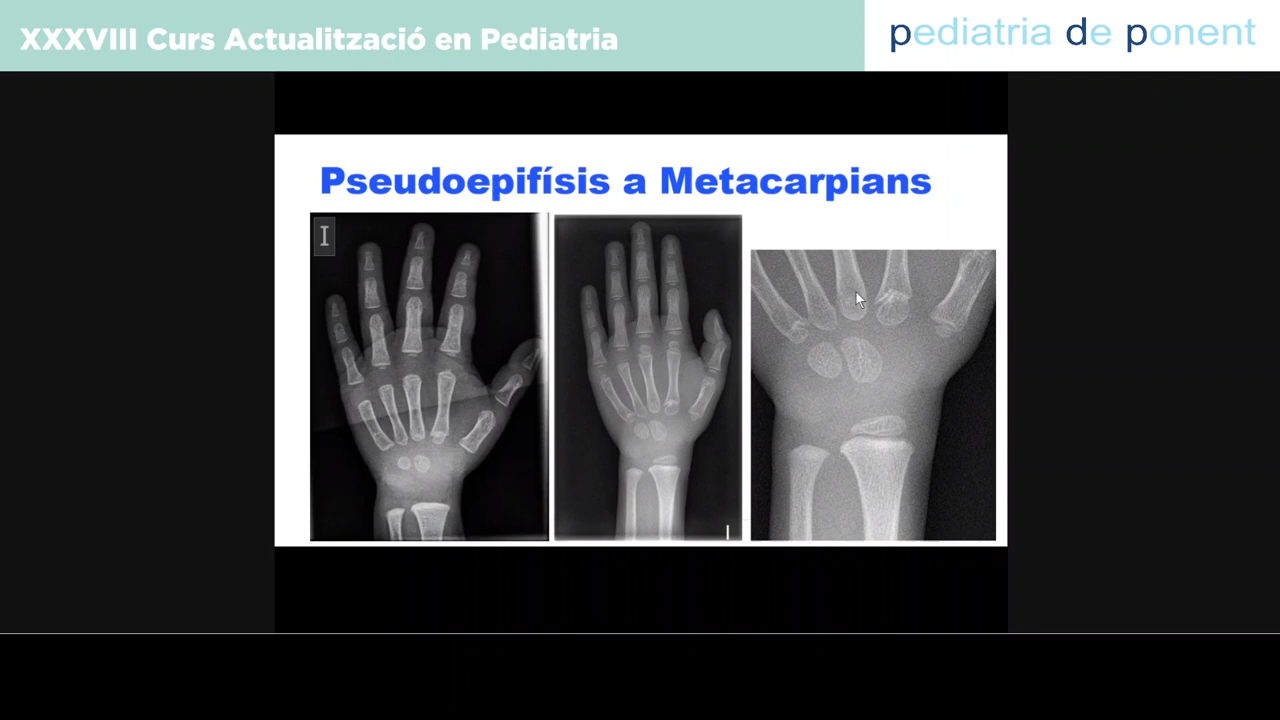 XXXVIII Curs Actualització en Pediatria
pediatria de ponent
Pseudoepifísis a Metacarpians
I